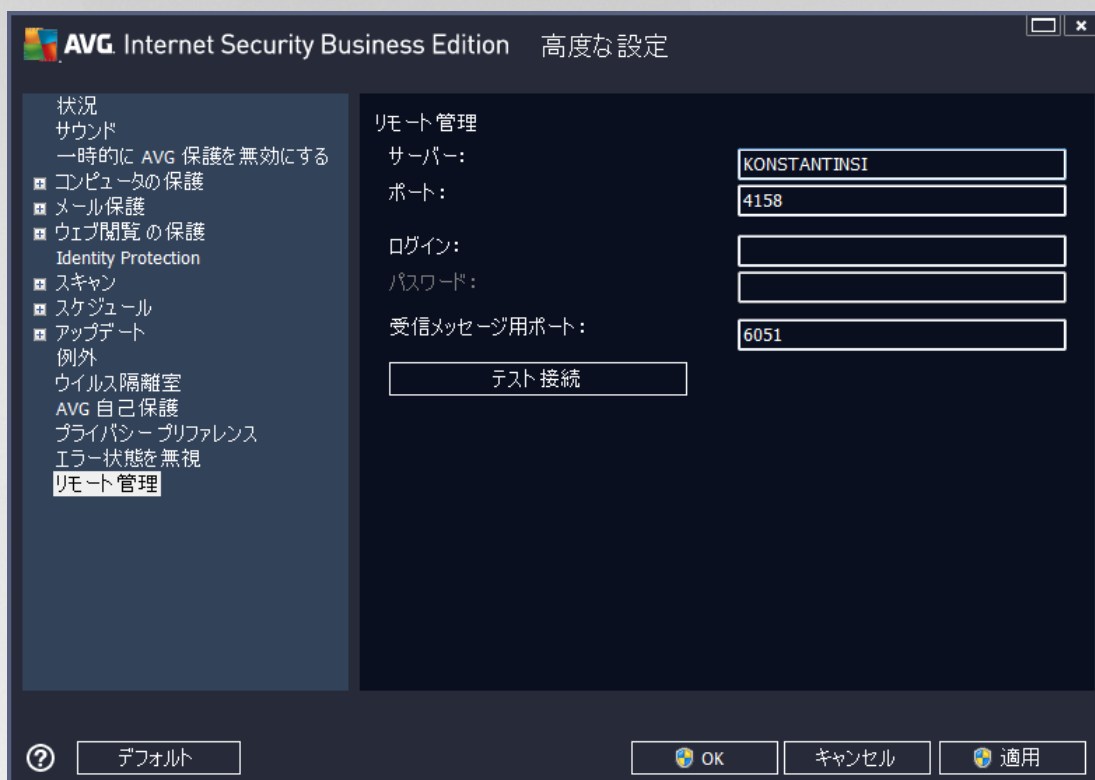 AVG. Internet Security Business Edition 高度な設定
状況
サウンド
一時的に AVG 保護を無効にする
コンピュータの保護
メール保護
ウェブ閲覧 の保護
Identity Protection
スキャン
スケジュール
アップデート
例外
ウイルス隔離室
AVG 自己保護
プライバシー プリファレンス
エラー状態を無視
リモート管理
リモート管理
サーバー:
KONSTANTINSI
ポート:
4158
ログイン:
パスワード:
受信メッセージ用ポート:
6051
テスト接続
デフォルト
OK
キャンセル
適用